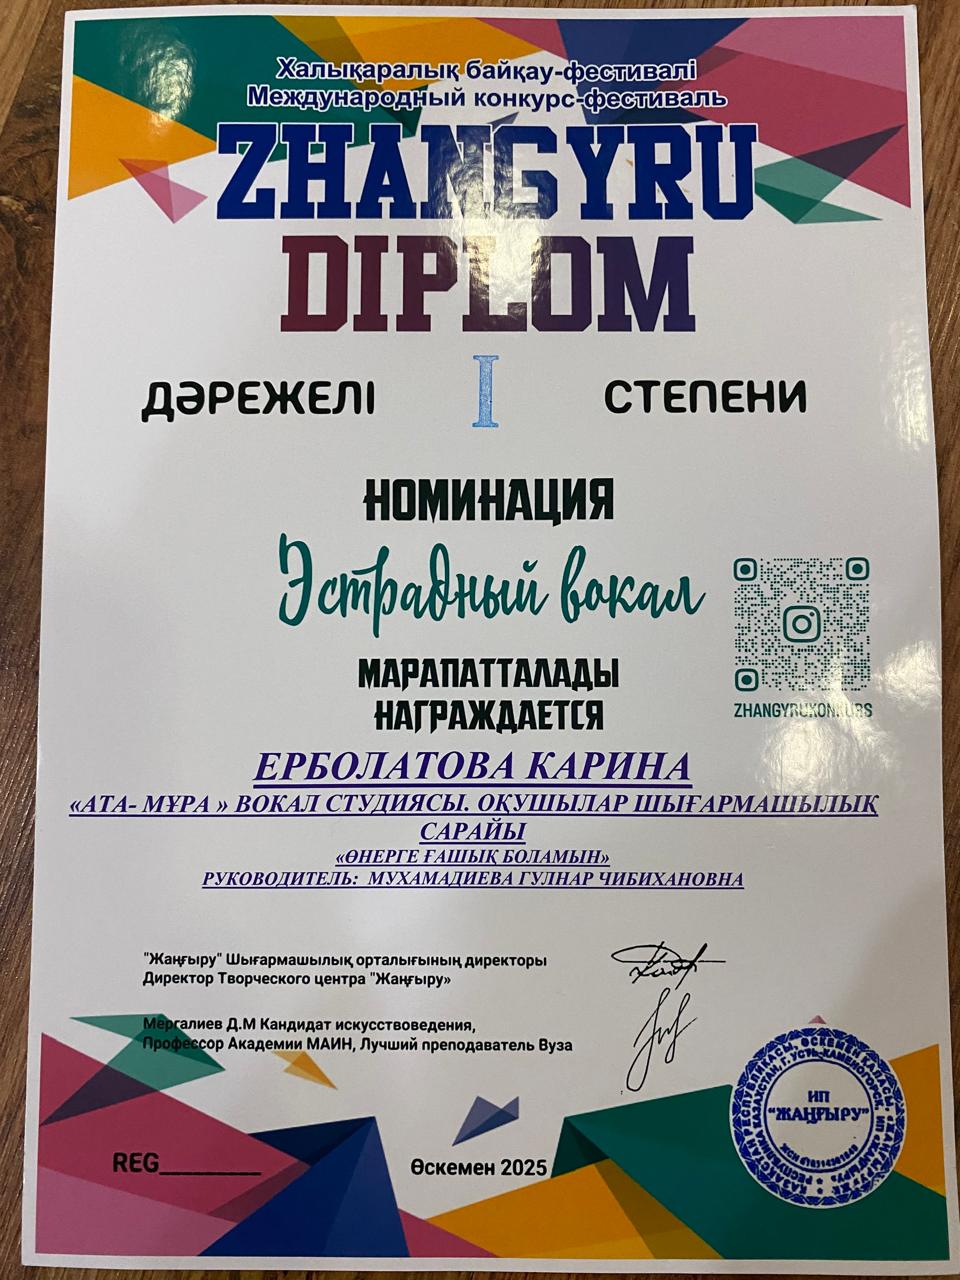 Халықаралық байқау-фестивалі
Международный конкурс-фестиваль
ZHANGYRU
DIPLOM
ДӘРЕЖЕЛІ I СТЕПЕНИ
НОМИНАЦИЯ
Эстрадный вокал
МАРАПАТТАЛАДЫ
НАГРАЖДАЕТСЯ
ZHANGYRUKONKURS
ЕРБОЛАТОВА КАРИНА
«АТА- МҰРА » ВОКАЛ СТУДИЯСЫ. ОҚУШЫЛАР ШЫҒАРМАШЫЛЫҚ
САРАЙЫ
«ӨНЕРГЕ ҒАШЫҚ БОЛАМЫН»
РУКОВОДИТЕЛЬ: МУХАМАДИЕВА ГУЛНАР ЧИБИХАНОВНА
"Жаңғыру" Шығармашылық орталығының директоры
Директор Творческого центра "Жаңғыру»
Мергалиев Д.М Кандидат искусствоведения,
Профессор Академии МАИН, Лучший преподаватель Вуза
ИП
"ЖАҢҒЫРУ"
REG_________
Өскемен 2025